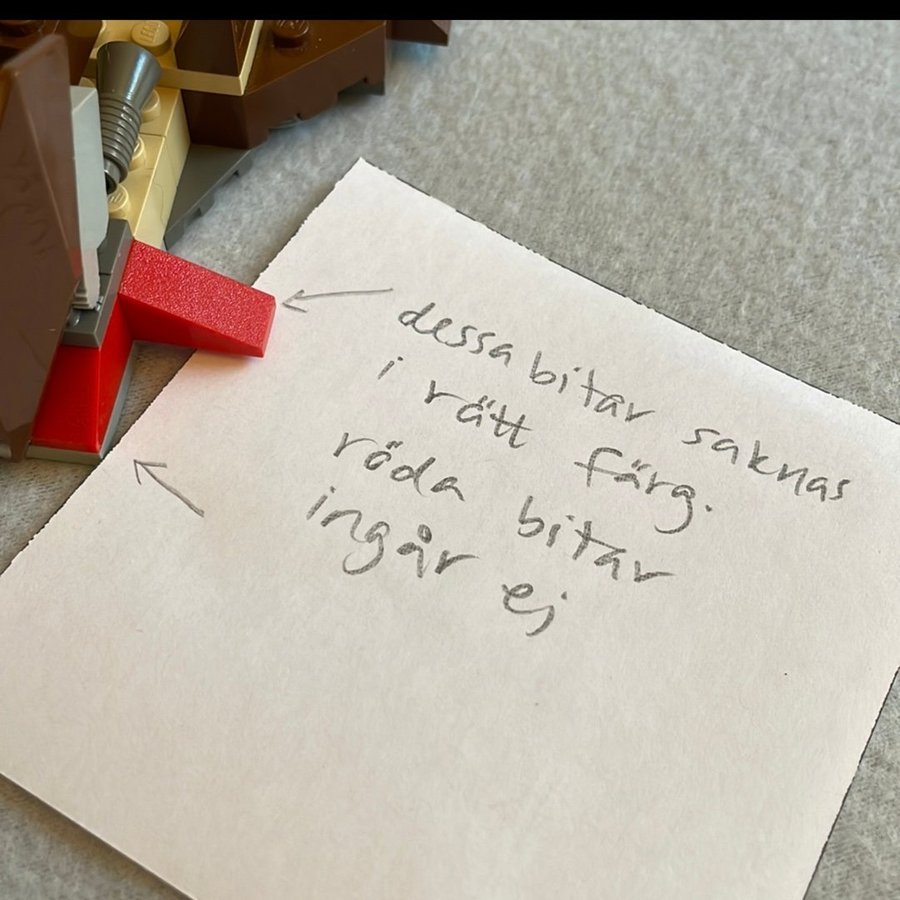 dessa bitar saknas
i rätt färg.
röda bitar
ingår ej